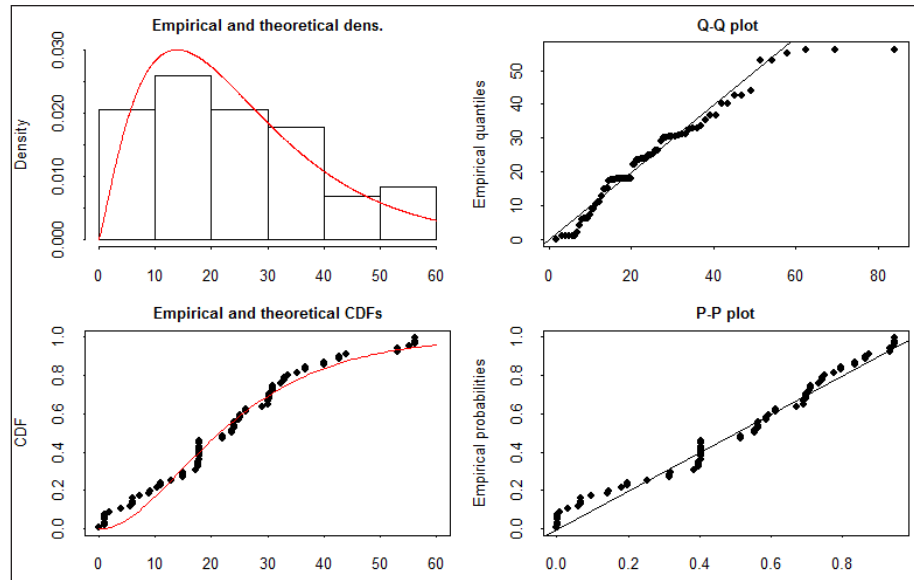 Empirical and theoretical dens.
Density
0.000
0.010
0.020
0.030
0 10 20 30 40 50 60
Q-Q plot
Empirical quantiles
0 10 20 30 40 50
0 20 40 60 80
Empirical and theoretical CDFs
CDF
0.0 0.2 0.4 0.6 0.8 1.0
0 10 20 30 40 50 60
P-P plot
Empirical probabilities
0.0 0.2 0.4 0.6 0.8 1.0
0.0 0.2 0.4 0.6 0.8